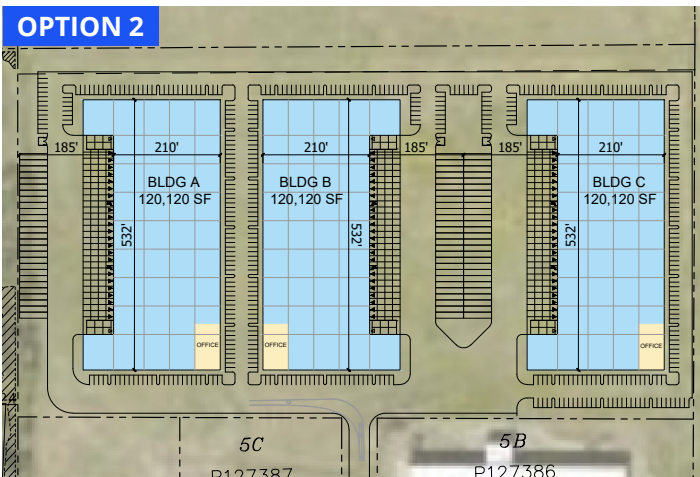 OPTION 2
185'
210'
210'
185'
185'
210'
BLDG A
120,120 SF
BLDG B
120,120 SF
BLDG C
120,120 SF
532'
532'
532'
OFFICE
OFFICE
OFFICE
5C
P127387
5B
P127386